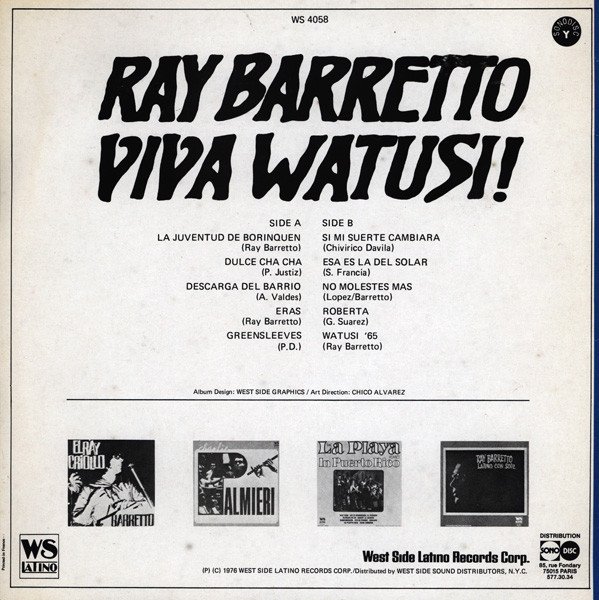 WS 4058
SONODISC
Y
RAY BARRETTO
VIVA WATUSI!
SIDE A
LA JUVENTUD DE BORINQUEN
(Ray Barretto)
DULCE CHA CHA
(P. Justiz)
DESCARGA DEL BARRIO
(A. Valdes)
ERAS
(Ray Barretto)
GREENSLEEVES
(P.D.)
SIDE B
SI MI SUERTE CAMBIARA
(Chivirico Davila)
ESA ES LA DEL SOLAR
(S. Francia)
NO MOLESTES MAS
(Lopez/Barretto)
ROBERTA
(G. Suarez)
WATUSI '65
(Ray Barretto)
Album Design: WEST SIDE GRAPHICS / Art Direction: CHICO ALVAREZ
EL RAY
CRIOLLO
BARRETTO
ALMIERI
La Playa
In Puerto Rico
RAY BARRETTO
LATINO CON SOUL
WS
LATINO
West Side Latino Records Corp.
(P) (C) 1976 WEST SIDE LATINO RECORDS CORP./Distributed by WEST SIDE SOUND DISTRIBUTORS, N.Y.C.
DISTRIBUTION
SONO DISC
85, rue Fondary
75015 PARIS
577.30.34
Printed in France